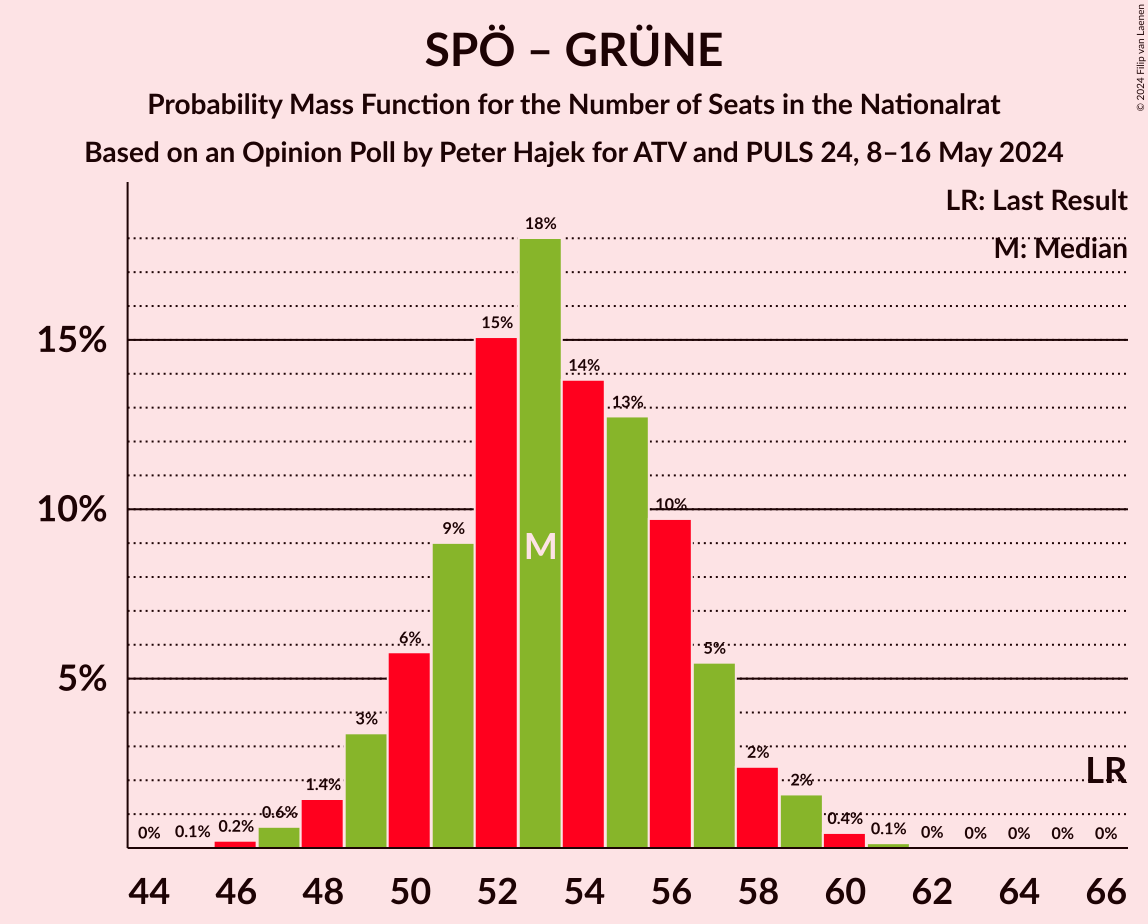 SPÖ – GRÜNE
Probability Mass Function for the Number of Seats in the Nationalrat
Based on an Opinion Poll by Peter Hajek for ATV and PULS 24, 8–16 May 2024
© 2024 Filip van Laenen
LR: Last Result
M: Median
15%
10%
5%
0%
0.1%
0.2%
0.6%
1.4%
3%
6%
9%
15%
18%
14%
13%
10%
5%
2%
2%
0.4%
0.1%
0%
0%
0%
0%
0%
M
LR
44 46 48 50 52 54 56 58 60 62 64 66